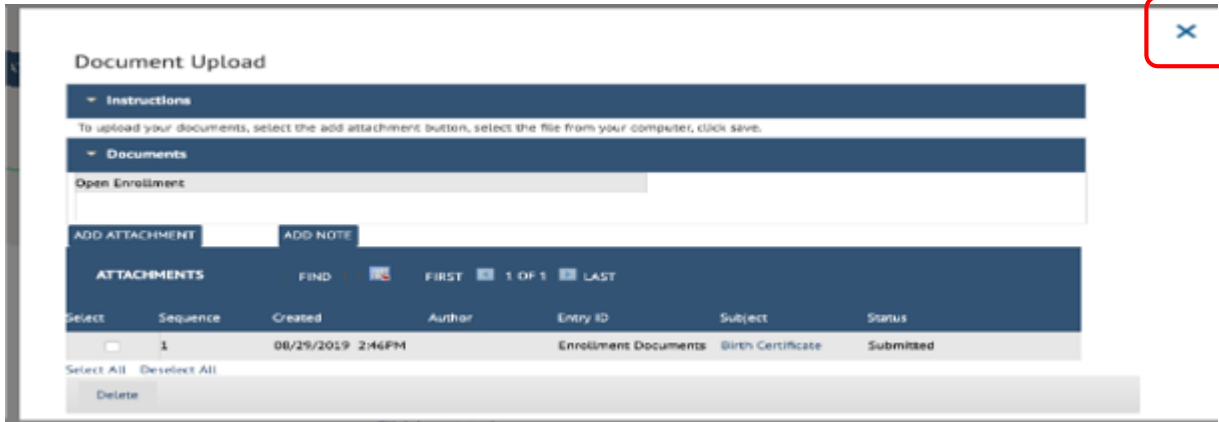 Document Upload
Instructions
To upload your documents, select the add attachment button, select the file from your computer, click save.
Documents
Open Enrollment
ADD ATTACHMENT ADD NOTE
ATTACHMENTS FIND FIRST 1 OF 1 LAST
Select Sequence Created Author Entry ID Subject Status
1 08/29/2019 2:46PM Enrollment Documents Birth Certificate Submitted
Select All Deselect All
Delete